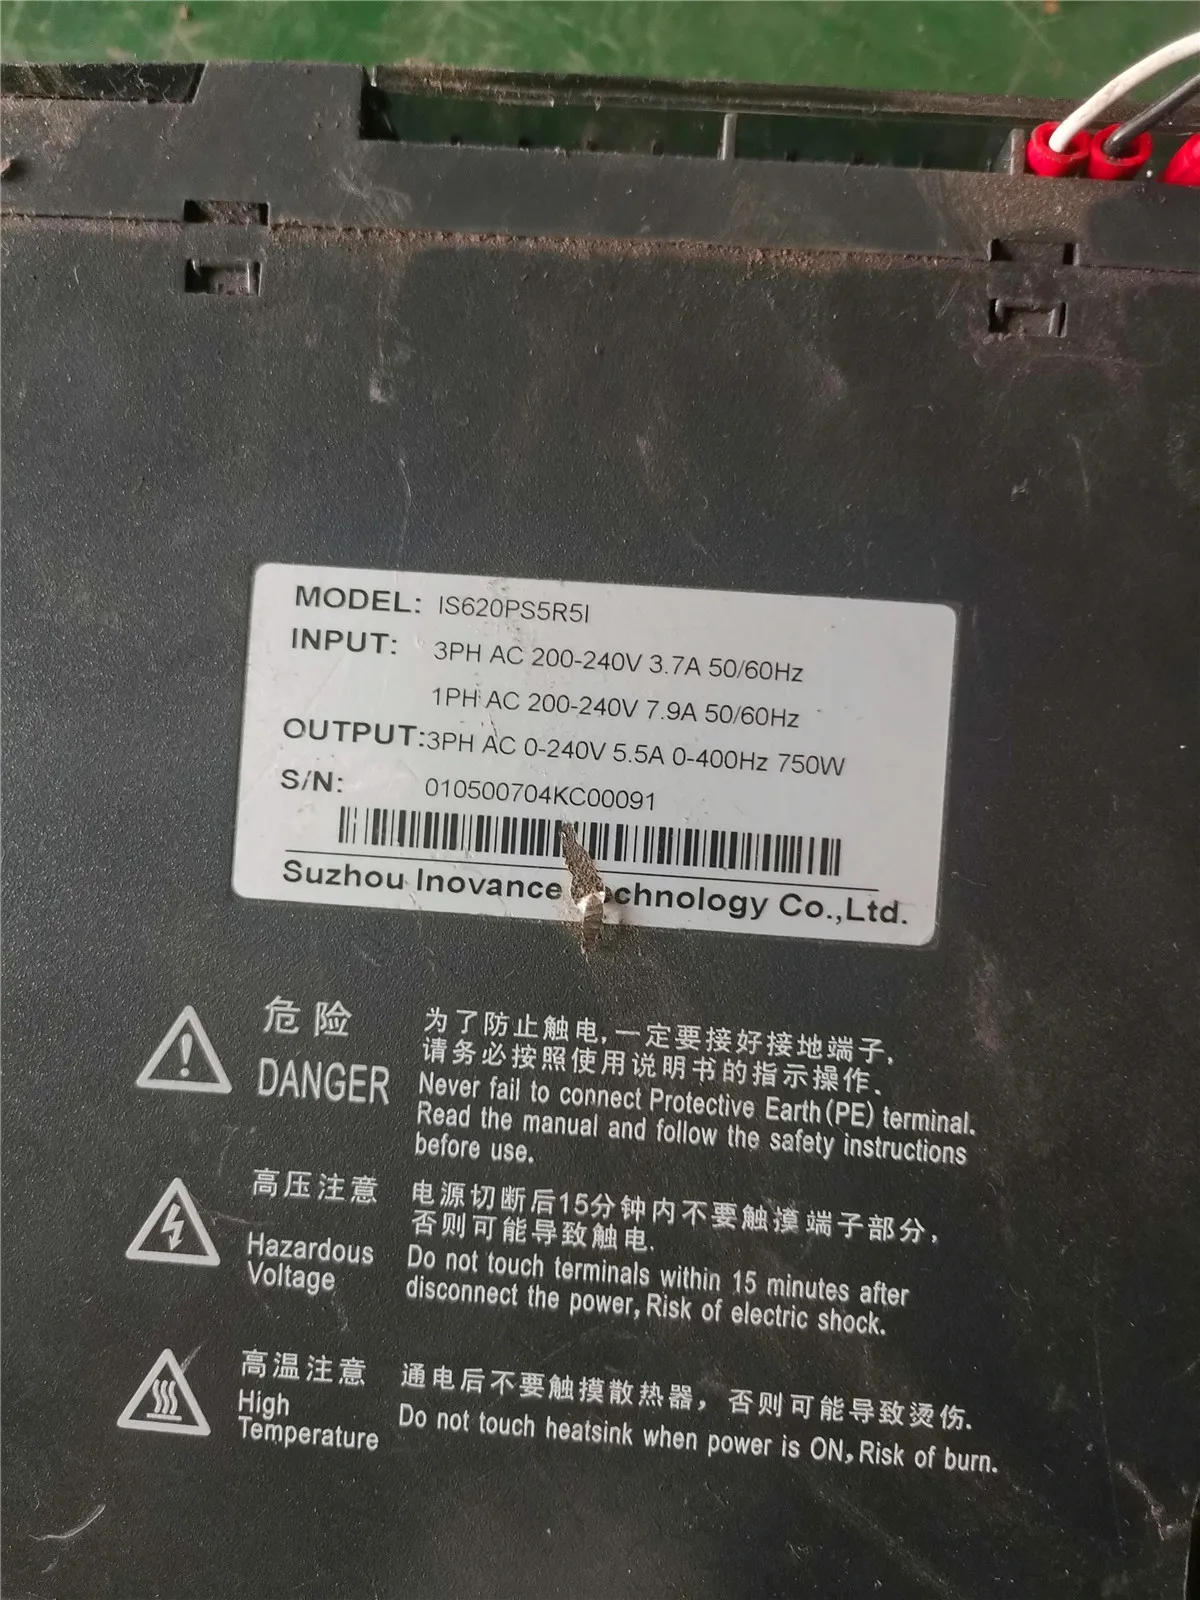 MODEL: IS620PS5R5I
INPUT: 3PH AC 200-240V 3.7A 50/60Hz
1PH AC 200-240V 7.9A 50/60Hz
OUTPUT: 3PH AC 0-240V 5.5A 0-400Hz 750W
S/N: 010500704KC00091
Suzhou Inovance chnology Co.,Ltd.
危险
DANGER
为了防止触电,一定要接好接地端子,
请务必按照使用说明书的指示操作.
Never fail to connect Protective Earth(PE) terminal.
Read the manual and follow the safety instructions
before use.
高压注意
Hazardous
Voltage
电源切断后15分钟内不要触摸端子部分,
否则可能导致触电.
Do not touch terminals within 15 minutes after
disconnect the power, Risk of electric shock.
高温注意
High
Temperature
通电后不要触摸散热器，否则可能导致烫伤.
Do not touch heatsink when power is ON, Risk of burn.